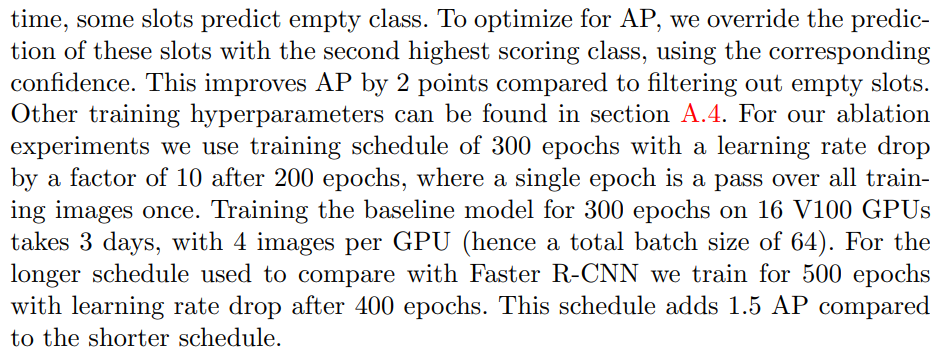 time, some slots predict empty class. To optimize for AP, we override the predic-
tion of these slots with the second highest scoring class, using the corresponding
confidence. This improves AP by 2 points compared to filtering out empty slots.
Other training hyperparameters can be found in section A.4. For our ablation
experiments we use training schedule of 300 epochs with a learning rate drop
by a factor of 10 after 200 epochs, where a single epoch is a pass over all train-
ing images once. Training the baseline model for 300 epochs on 16 V100 GPUs
takes 3 days, with 4 images per GPU (hence a total batch size of 64). For the
longer schedule used to compare with Faster R-CNN we train for 500 epochs
with learning rate drop after 400 epochs. This schedule adds 1.5 AP compared
to the shorter schedule.